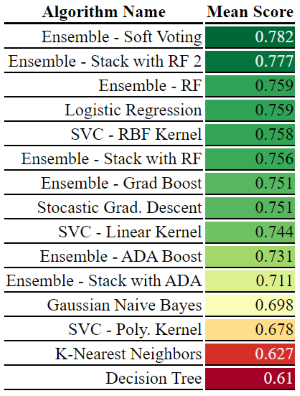 Algorithm Name Mean Score
Ensemble - Soft Voting 0.782
Ensemble - Stack with RF 2 0.777
Ensemble - RF 0.759
Logistic Regression 0.759
SVC - RBF Kernel 0.758
Ensemble - Stack with RF 0.756
Ensemble - Grad Boost 0.751
Stocastic Grad. Descent 0.751
SVC - Linear Kernel 0.744
Ensemble - ADA Boost 0.731
Ensemble - Stack with ADA 0.711
Gaussian Naive Bayes 0.698
SVC - Poly. Kernel 0.678
K-Nearest Neighbors 0.627
Decision Tree 0.61